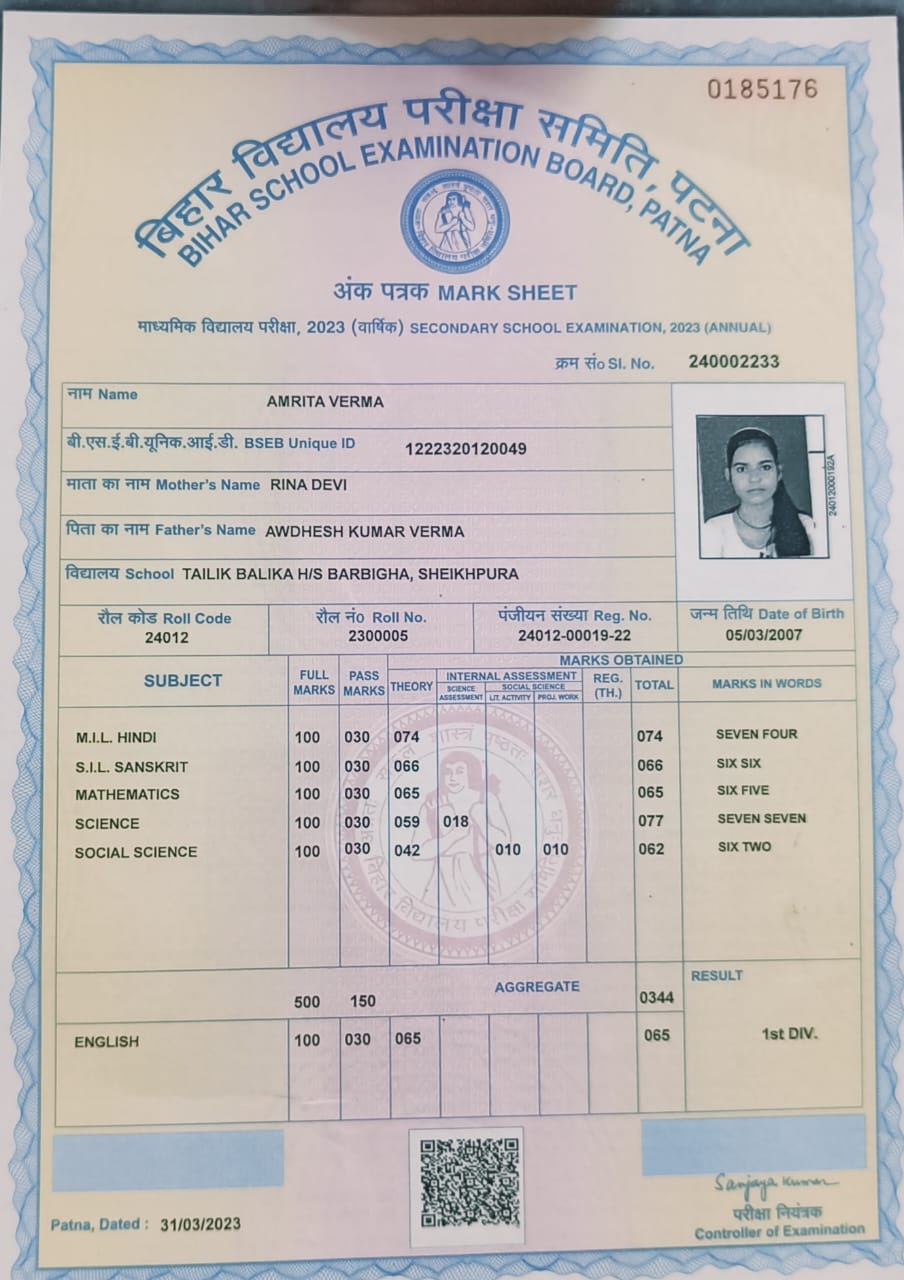 0185176
बिहार विद्यालय परीक्षा समिति, पटना
BIHAR SCHOOL EXAMINATION BOARD, PATNA
अंक पत्रक MARK SHEET
माध्यमिक विद्यालय परीक्षा, 2023 (वार्षिक) SECONDARY SCHOOL EXAMINATION, 2023 (ANNUAL)
क्रम सं० Sl. No. 240002233
नाम Name AMRITA VERMA
बी.एस.ई.बी.यूनिक.आई.डी. BSEB Unique ID 1222320120049
माता का नाम Mother's Name RINA DEVI
पिता का नाम Father's Name AWDHESH KUMAR VERMA
विद्यालय School TAILIK BALIKA H/S BARBIGHA, SHEIKHPURA
240120000192A
रौल कोड Roll Code रौल नं० Roll No. पंजीयन संख्या Reg. No. जन्म तिथि Date of Birth
24012 2300005 24012-00019-22 05/03/2007
SUBJECT FULL MARKS PASS MARKS MARKS OBTAINED
THEORY INTERNAL ASSESSMENT REG. (TH.) TOTAL MARKS IN WORDS
SCIENCE ASSESSMENT SOCIAL SCIENCE
LIT. ACTIVITY PROJ. WORK
M.I.L. HINDI 100 030 074 074 SEVEN FOUR
S.I.L. SANSKRIT 100 030 066 066 SIX SIX
MATHEMATICS 100 030 065 065 SIX FIVE
SCIENCE 100 030 059 018 077 SEVEN SEVEN
SOCIAL SCIENCE 100 030 042 010 010 062 SIX TWO
500 150 AGGREGATE 0344 RESULT
ENGLISH 100 030 065 065 1st DIV.
Patna, Dated : 31/03/2023
Sanjaya Kumar
परीक्षा नियंत्रक
Controller of Examination